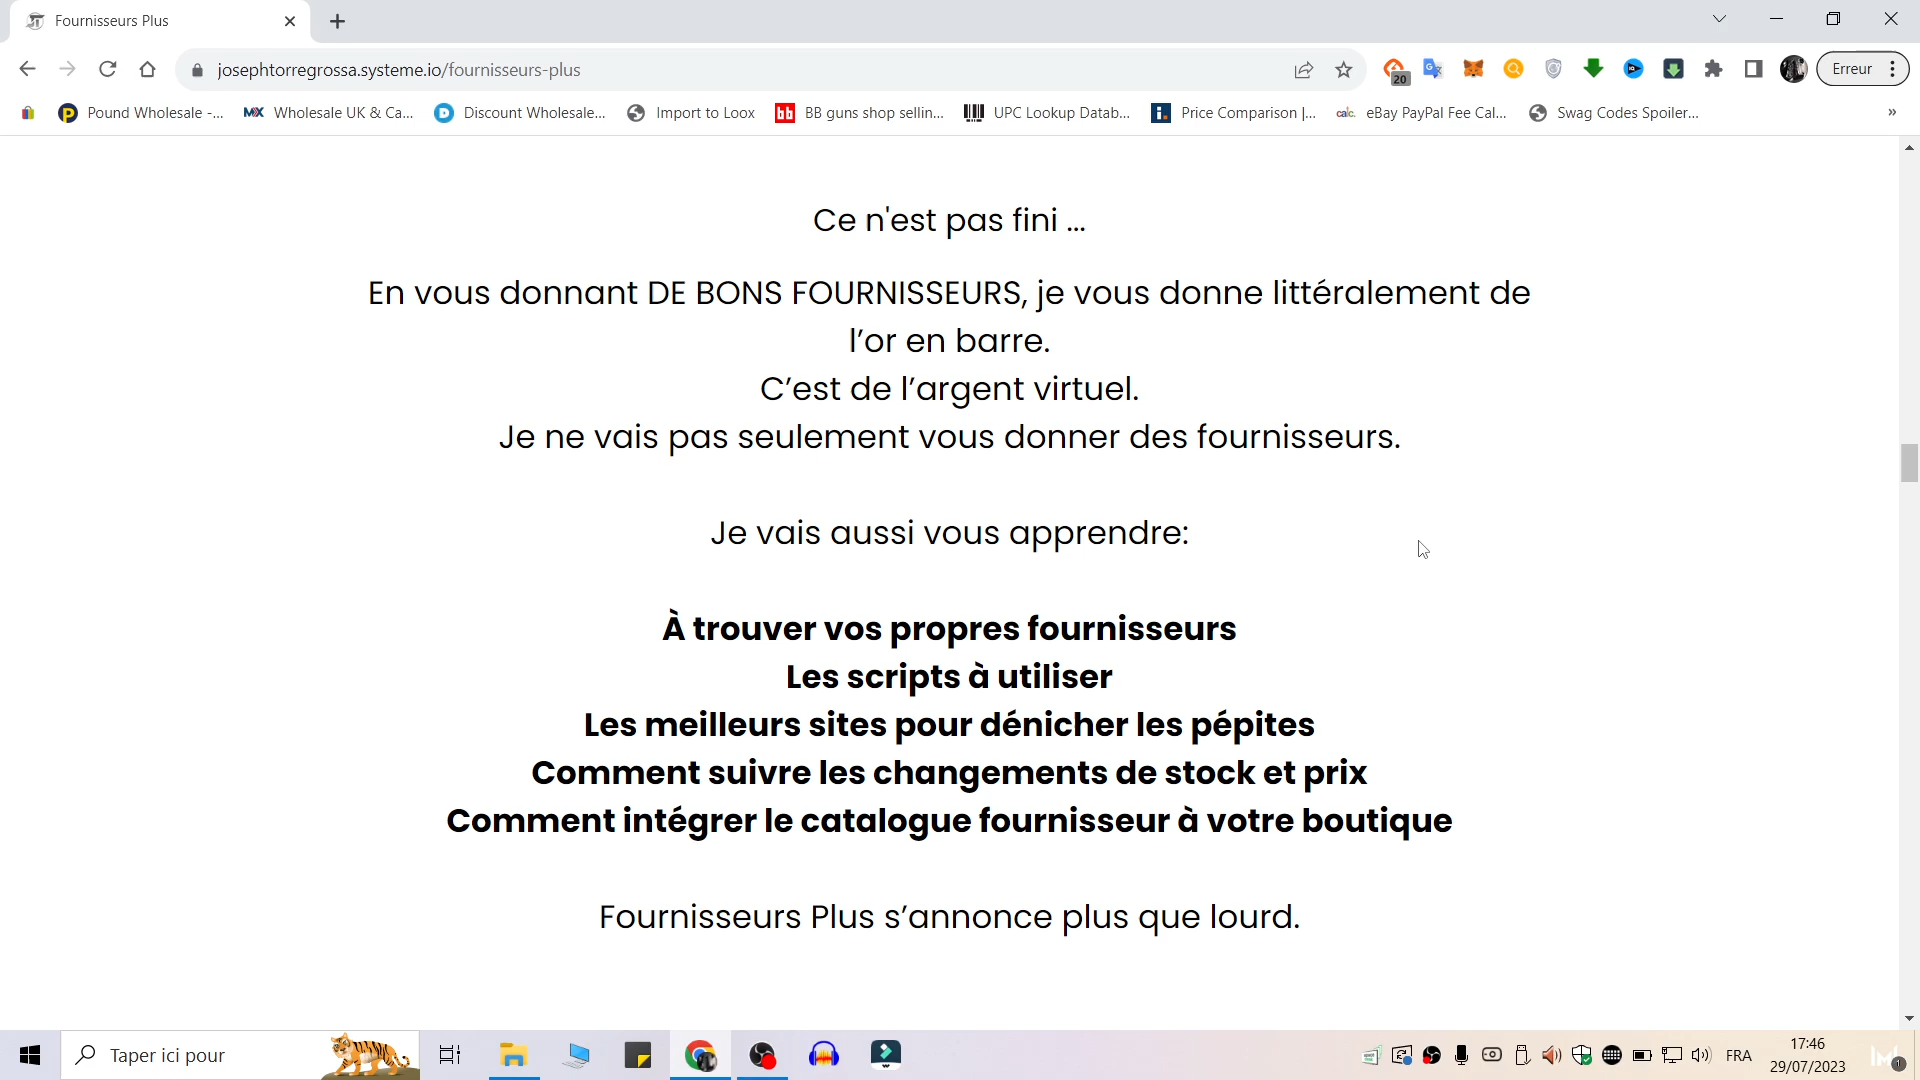 Fournisseurs Plus
josephtorregrossa.systeme.io/fournisseurs-plus
20
Erreur
Pound Wholesale -...
Wholesale UK & Ca...
Discount Wholesale...
Import to Loox
BB guns shop sellin...
UPC Lookup Datab...
Price Comparison |...
eBay PayPal Fee Cal...
Swag Codes Spoiler...
Ce n'est pas fini ...
En vous donnant DE BONS FOURNISSEURS, je vous donne littéralement de
l’or en barre.
C’est de l’argent virtuel.
Je ne vais pas seulement vous donner des fournisseurs.
Je vais aussi vous apprendre:
À trouver vos propres fournisseurs
Les scripts à utiliser
Les meilleurs sites pour dénicher les pépites
Comment suivre les changements de stock et prix
Comment intégrer le catalogue fournisseur à votre boutique
Fournisseurs Plus s’annonce plus que lourd.
Taper ici pour
FRA
17:46
29/07/2023
1